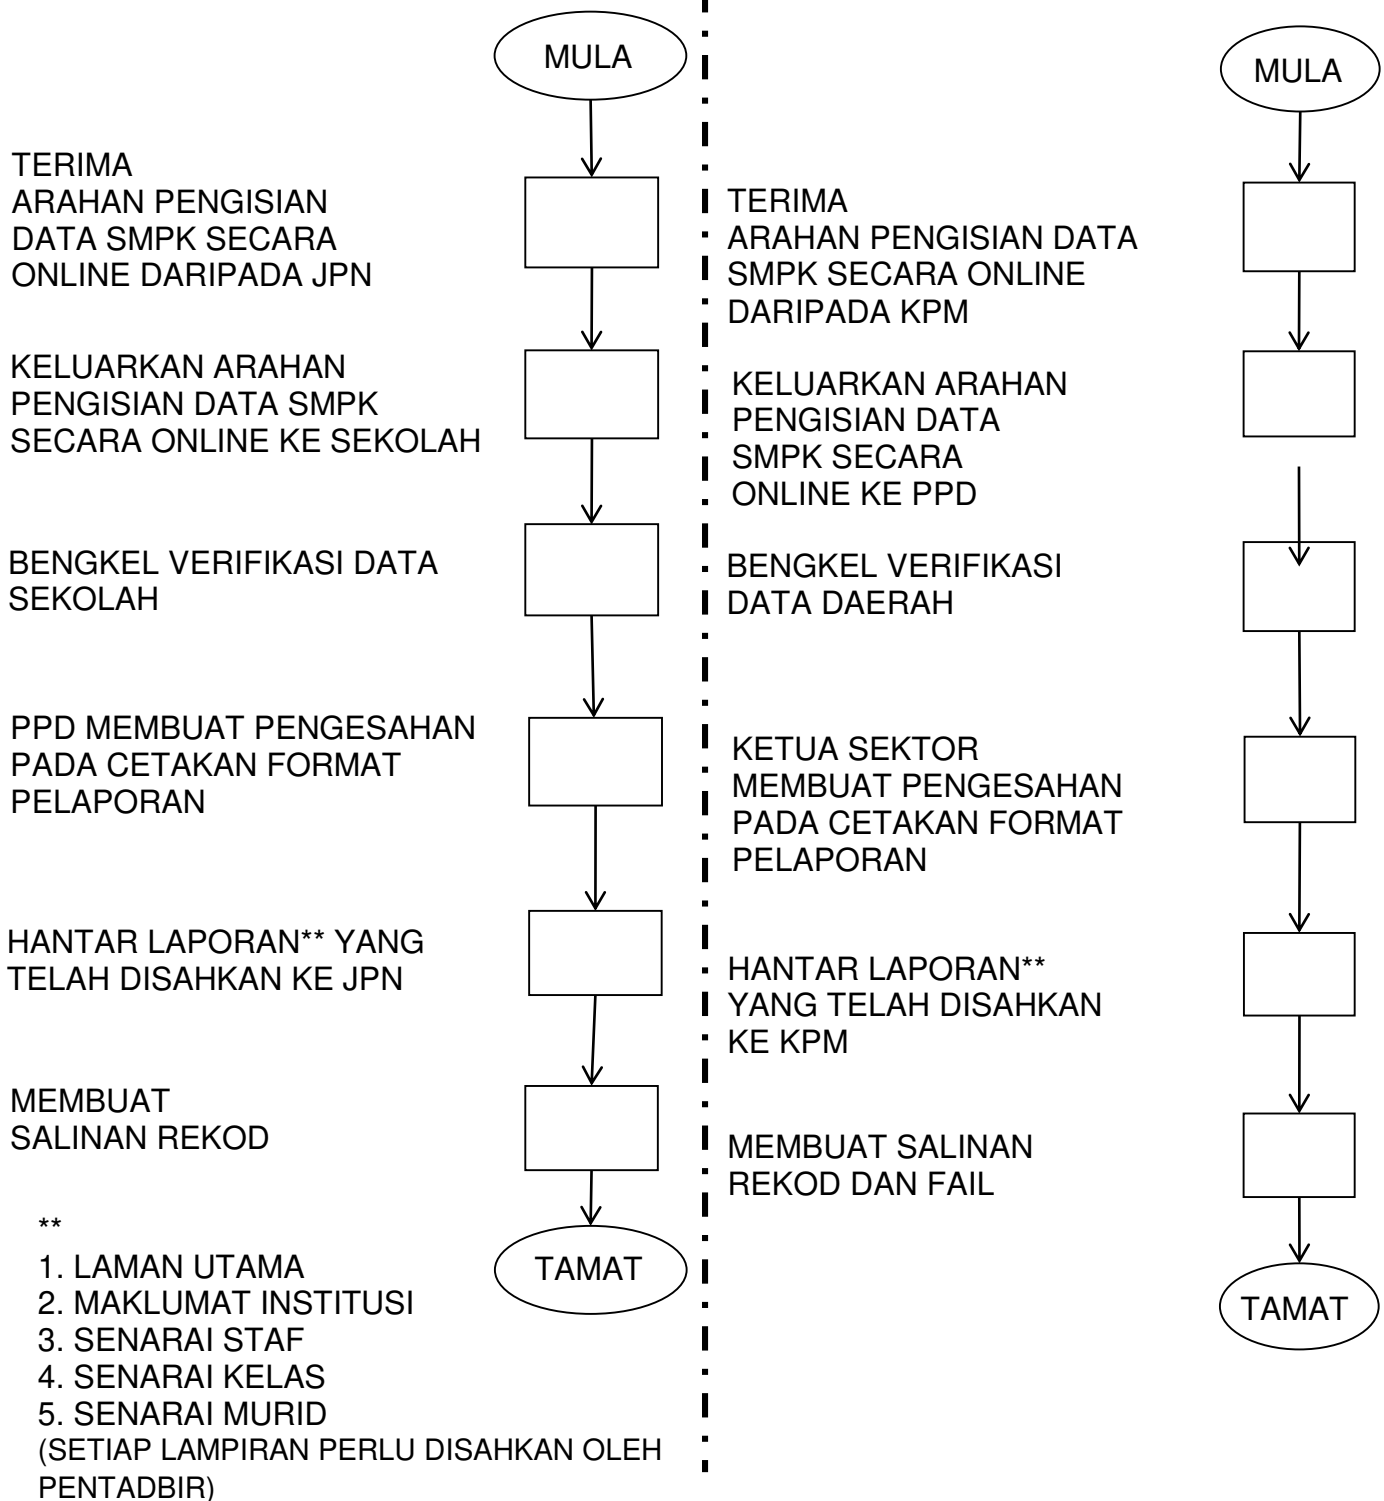 MULA
TERIMA
ARAHAN PENGISIAN
DATA SMPK SECARA
ONLINE DARIPADA JPN
KELUARKAN ARAHAN
PENGISIAN DATA SMPK
SECARA ONLINE KE SEKOLAH
BENGKEL VERIFIKASI DATA
SEKOLAH
PPD MEMBUAT PENGESAHAN
PADA CETAKAN FORMAT
PELAPORAN
HANTAR LAPORAN** YANG
TELAH DISAHKAN KE JPN
MEMBUAT
SALINAN REKOD
TAMAT
**
1. LAMAN UTAMA
2. MAKLUMAT INSTITUSI
3. SENARAI STAF
4. SENARAI KELAS
5. SENARAI MURID
(SETIAP LAMPIRAN PERLU DISAHKAN OLEH
PENTADBIR)
MULA
TERIMA
ARAHAN PENGISIAN DATA
SMPK SECARA ONLINE
DARIPADA KPM
KELUARKAN ARAHAN
PENGISIAN DATA
SMPK SECARA
ONLINE KE PPD
BENGKEL VERIFIKASI
DATA DAERAH
KETUA SEKTOR
MEMBUAT PENGESAHAN
PADA CETAKAN FORMAT
PELAPORAN
HANTAR LAPORAN**
YANG TELAH DISAHKAN
KE KPM
MEMBUAT SALINAN
REKOD DAN FAIL
TAMAT